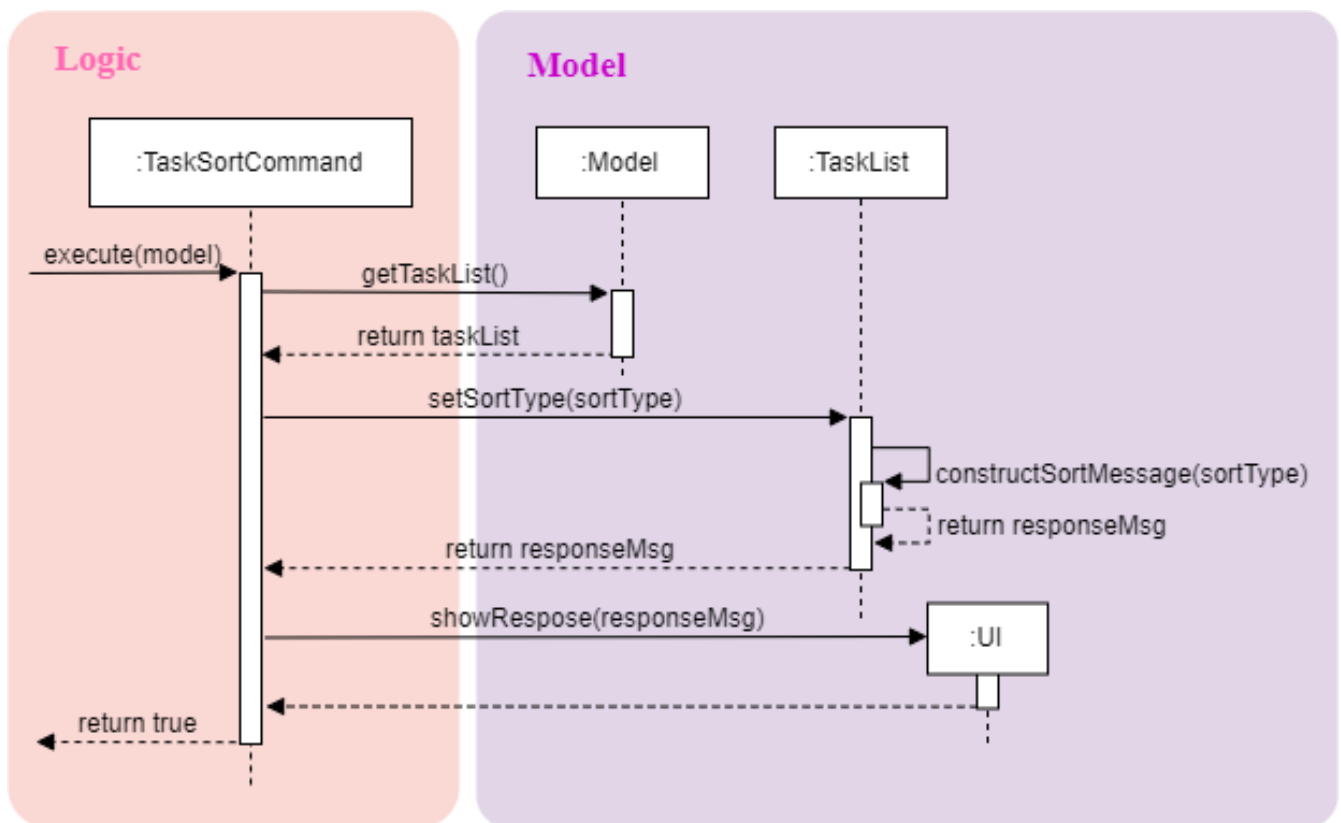 Logic
Model
:TaskSortCommand
:Model
:TaskList
execute(model)
getTaskList()
return taskList
setSortType(sortType)
constructSortMessage(sortType)
return responseMsg
return responseMsg
showRespose(responseMsg)
:UI
return true